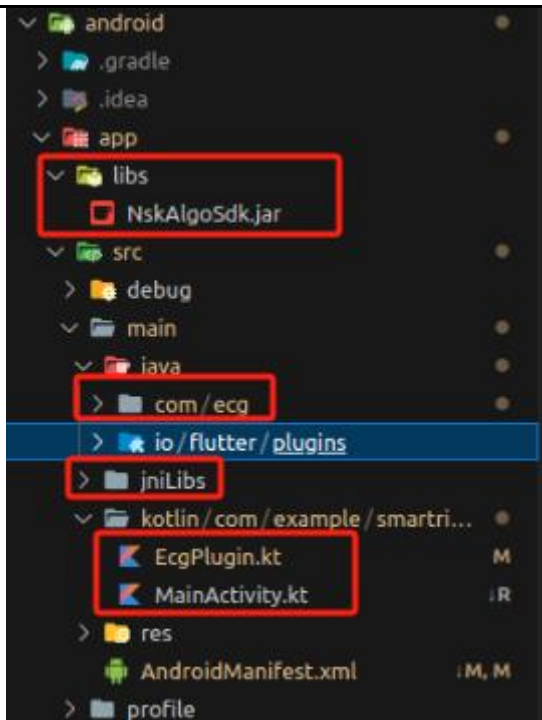 android
.gradle
.idea
app
libs
NskAlgoSdk.jar
src
debug
main
java
com/ecg
io/flutter/plugins
jniLibs
kotlin/com/example/smartri...
EcgPlugin.kt M
MainActivity.kt ↓R
res
AndroidManifest.xml ↓M, M
profile